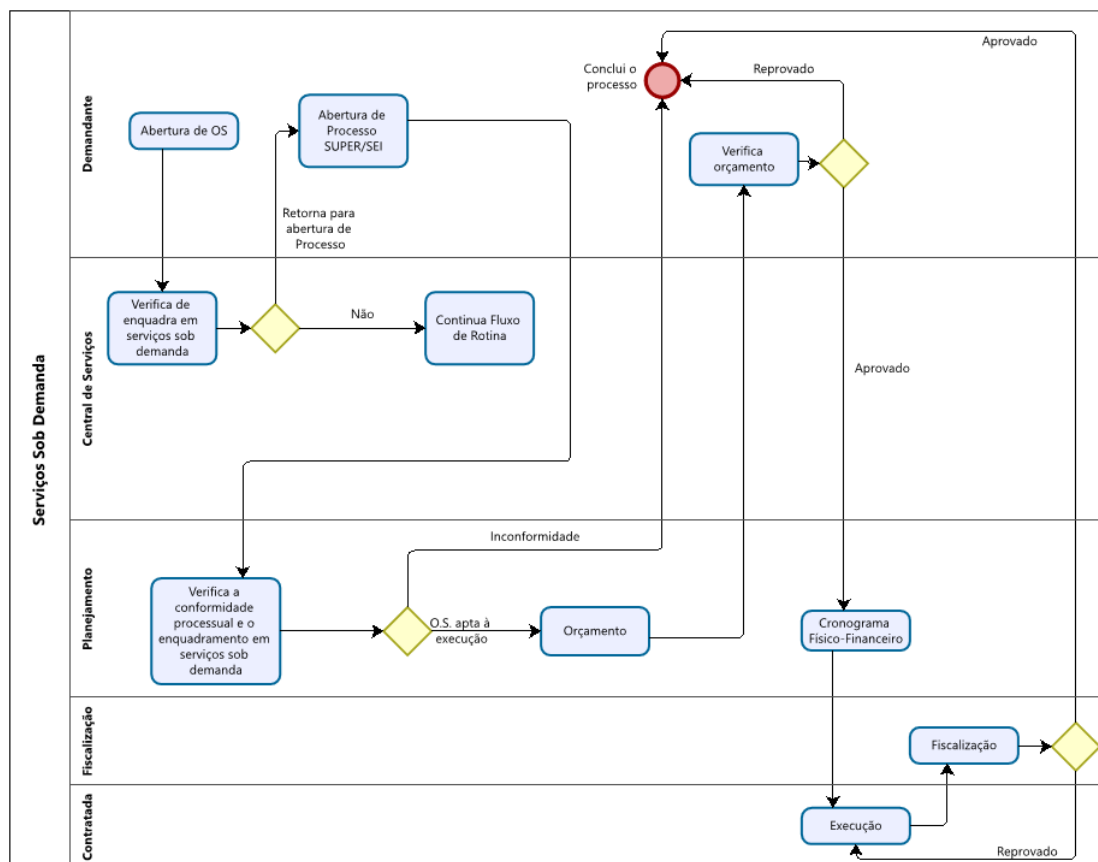 Serviços Sob Demanda
Demandante
Abertura de OS
Abertura de
Processo
SUPER/SEI
Retorna para
abertura de
Processo
Conclui o
processo
Reprovado
Aprovado
Verifica
orçamento
Central de Serviços
Verifica de
enquadra em
serviços sob
demanda
Não
Continua Fluxo
de Rotina
Aprovado
Planejamento
Inconformidade
Verifica a
conformidade
processual e o
enquadramento em
serviços sob
demanda
O.S. apta à
execução
Orçamento
Cronograma
Físico-Financeiro
Fiscalização
Fiscalização
Contratada
Execução
Reprovado